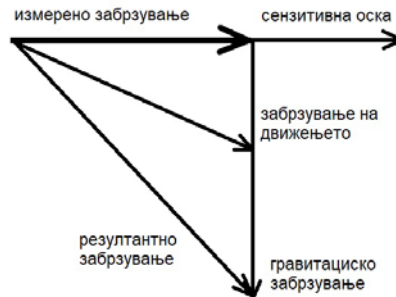 измерено забрзување
сензитивна оска
забрзување на
движењето
резултантно
забрзување
гравитациско
забрзување